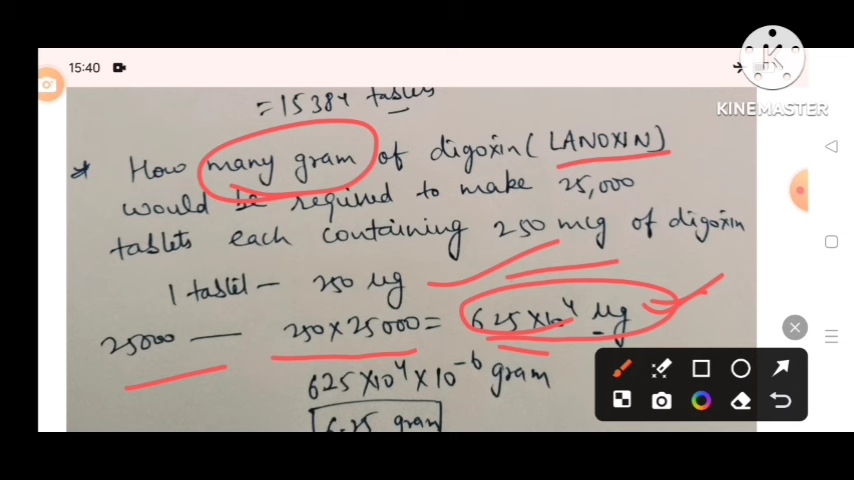 15:40
KINEMASTER
= 15384 tablets
* How many gram of digoxin (LANOXIN)
would be required to make 25,000
tablets each containing 250 mcg of digoxin
1 tablet — 250 μg
25000 — 250 × 25000 = 625 × 10⁴ μg
625 × 10⁴ × 10⁻⁶ gram
6.25 gram